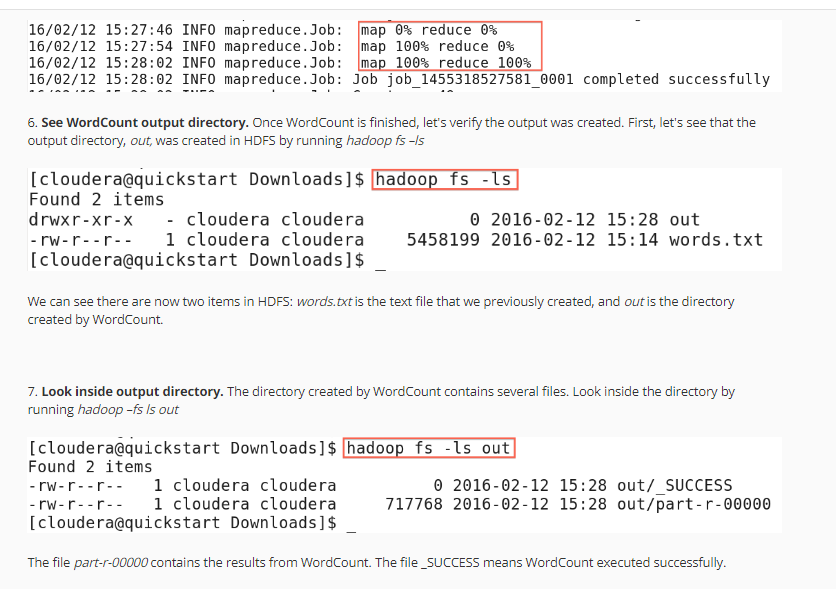 16/02/12 15:27:46 INFO mapreduce.Job:  map 0% reduce 0%
16/02/12 15:27:54 INFO mapreduce.Job:  map 100% reduce 0%
16/02/12 15:28:02 INFO mapreduce.Job:  map 100% reduce 100%
16/02/12 15:28:02 INFO mapreduce.Job: Job job_1455318527581_0001 completed successfully
6. See WordCount output directory. Once WordCount is finished, let's verify the output was created. First, let's see that the
output directory, out, was created in HDFS by running hadoop fs –ls
[cloudera@quickstart Downloads]$ hadoop fs -ls
Found 2 items
drwxr-xr-x   - cloudera cloudera          0 2016-02-12 15:28 out
-rw-r--r--   1 cloudera cloudera    5458199 2016-02-12 15:14 words.txt
[cloudera@quickstart Downloads]$ _
We can see there are now two items in HDFS: words.txt is the text file that we previously created, and out is the directory
created by WordCount.
7. Look inside output directory. The directory created by WordCount contains several files. Look inside the directory by
running hadoop –fs ls out
[cloudera@quickstart Downloads]$ hadoop fs -ls out
Found 2 items
-rw-r--r--   1 cloudera cloudera          0 2016-02-12 15:28 out/_SUCCESS
-rw-r--r--   1 cloudera cloudera     717768 2016-02-12 15:28 out/part-r-00000
[cloudera@quickstart Downloads]$ _
The file part-r-00000 contains the results from WordCount. The file _SUCCESS means WordCount executed successfully.